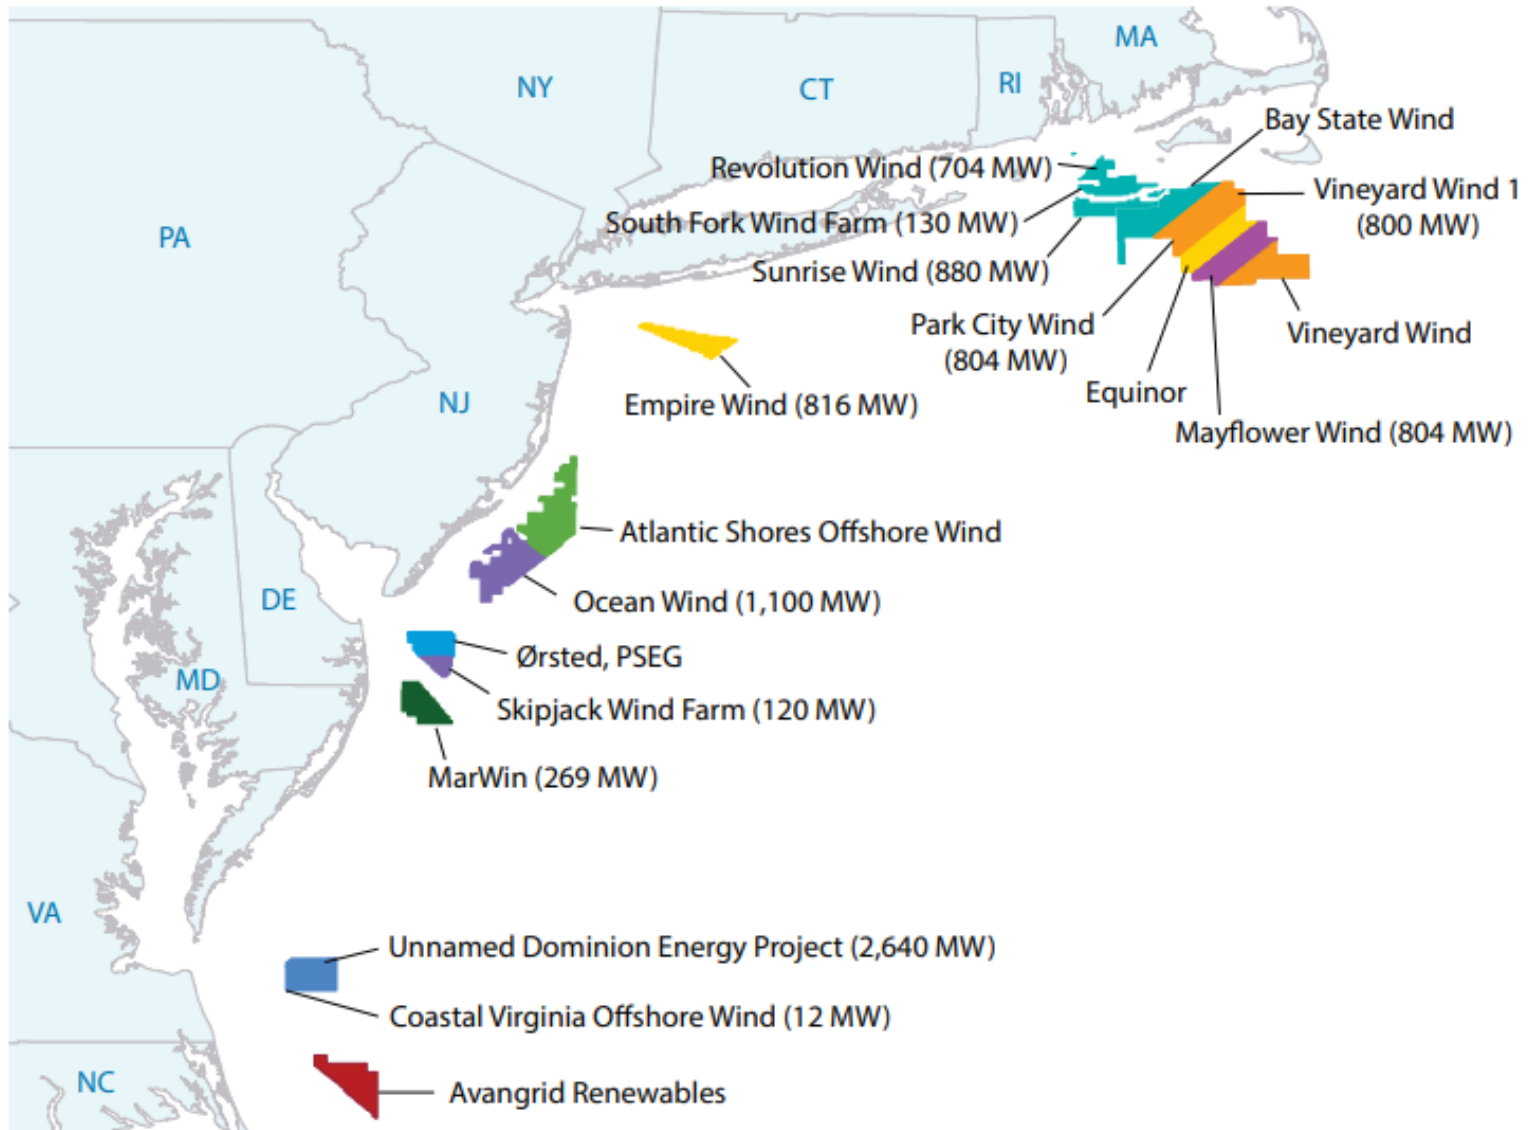 MA
NY
CT
RI
Bay State Wind
Revolution Wind (704 MW)
Vineyard Wind 1
(800 MW)
South Fork Wind Farm (130 MW)
PA
Sunrise Wind (880 MW)
Park City Wind
(804 MW)
Vineyard Wind
Equinor
NJ
Empire Wind (816 MW)
Mayflower Wind (804 MW)
Atlantic Shores Offshore Wind
DE
Ocean Wind (1,100 MW)
Ørsted, PSEG
MD
Skipjack Wind Farm (120 MW)
MarWin (269 MW)
VA
Unnamed Dominion Energy Project (2,640 MW)
Coastal Virginia Offshore Wind (12 MW)
NC
Avangrid Renewables